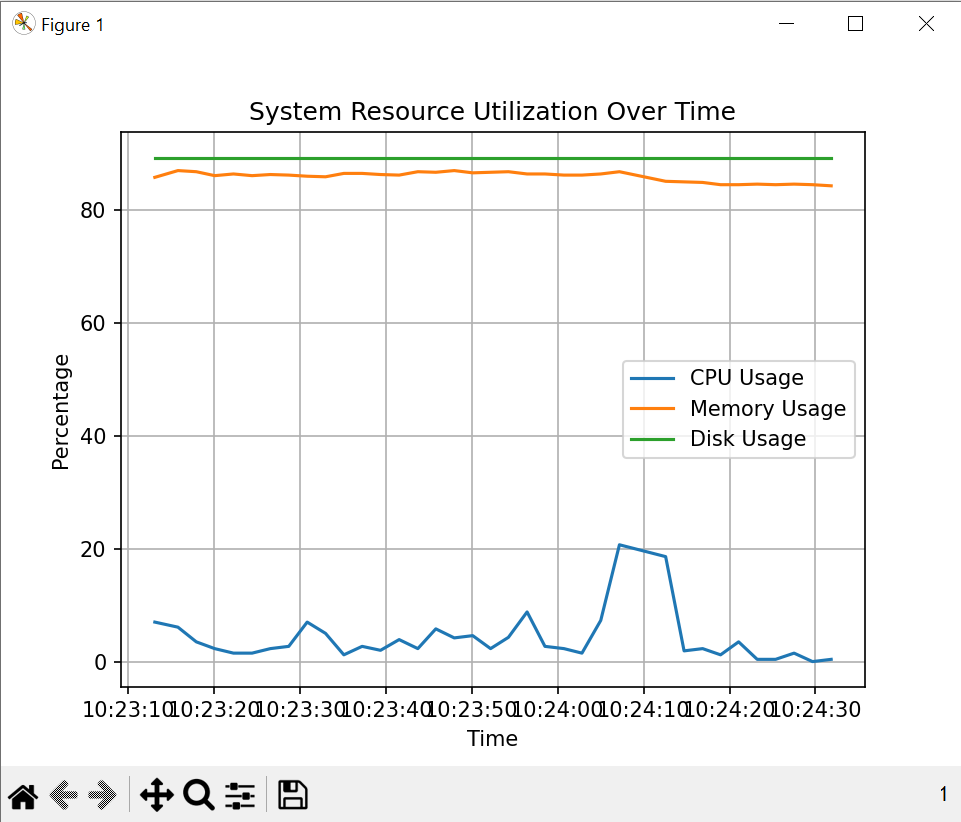 Figure 1
System Resource Utilization Over Time
80
60
40
20
0
Percentage
CPU Usage
Memory Usage
Disk Usage
10:23:10 10:23:20 10:23:30 10:23:40 10:23:50 10:24:00 10:24:10 10:24:20 10:24:30
Time
1